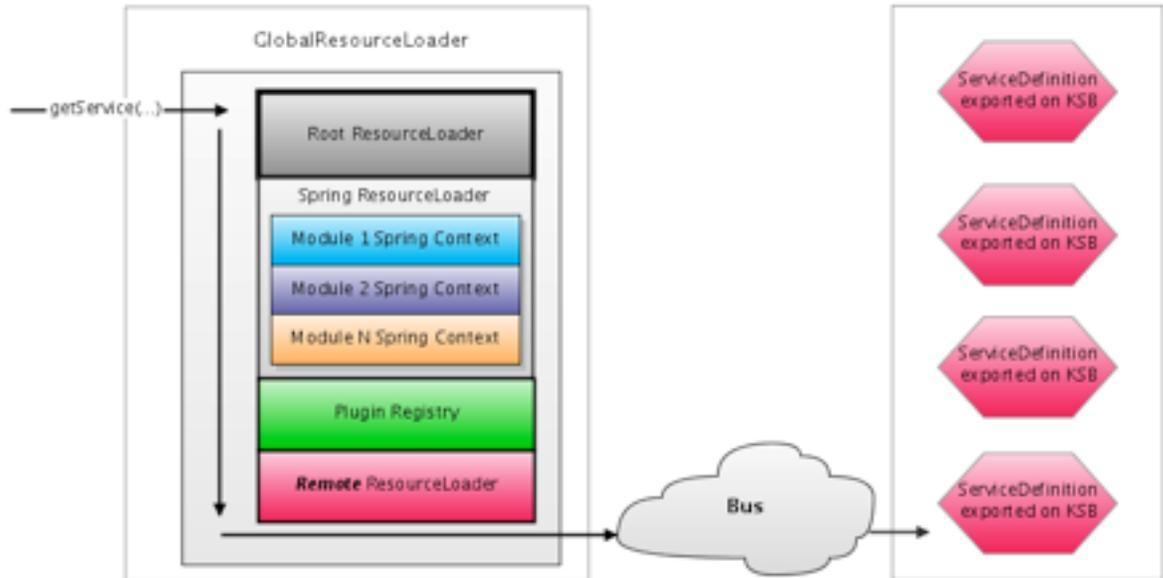 GlobalResourceLoader
getService(...)
Root ResourceLoader
Spring ResourceLoader
Module 1 Spring Context
Module 2 Spring Context
Module N Spring Context
Plugin Registry
Remote ResourceLoader
Bus
ServiceDefinition
exported on KSB
ServiceDefinition
exported on KSB
ServiceDefinition
exported on KSB
ServiceDefinition
exported on KSB